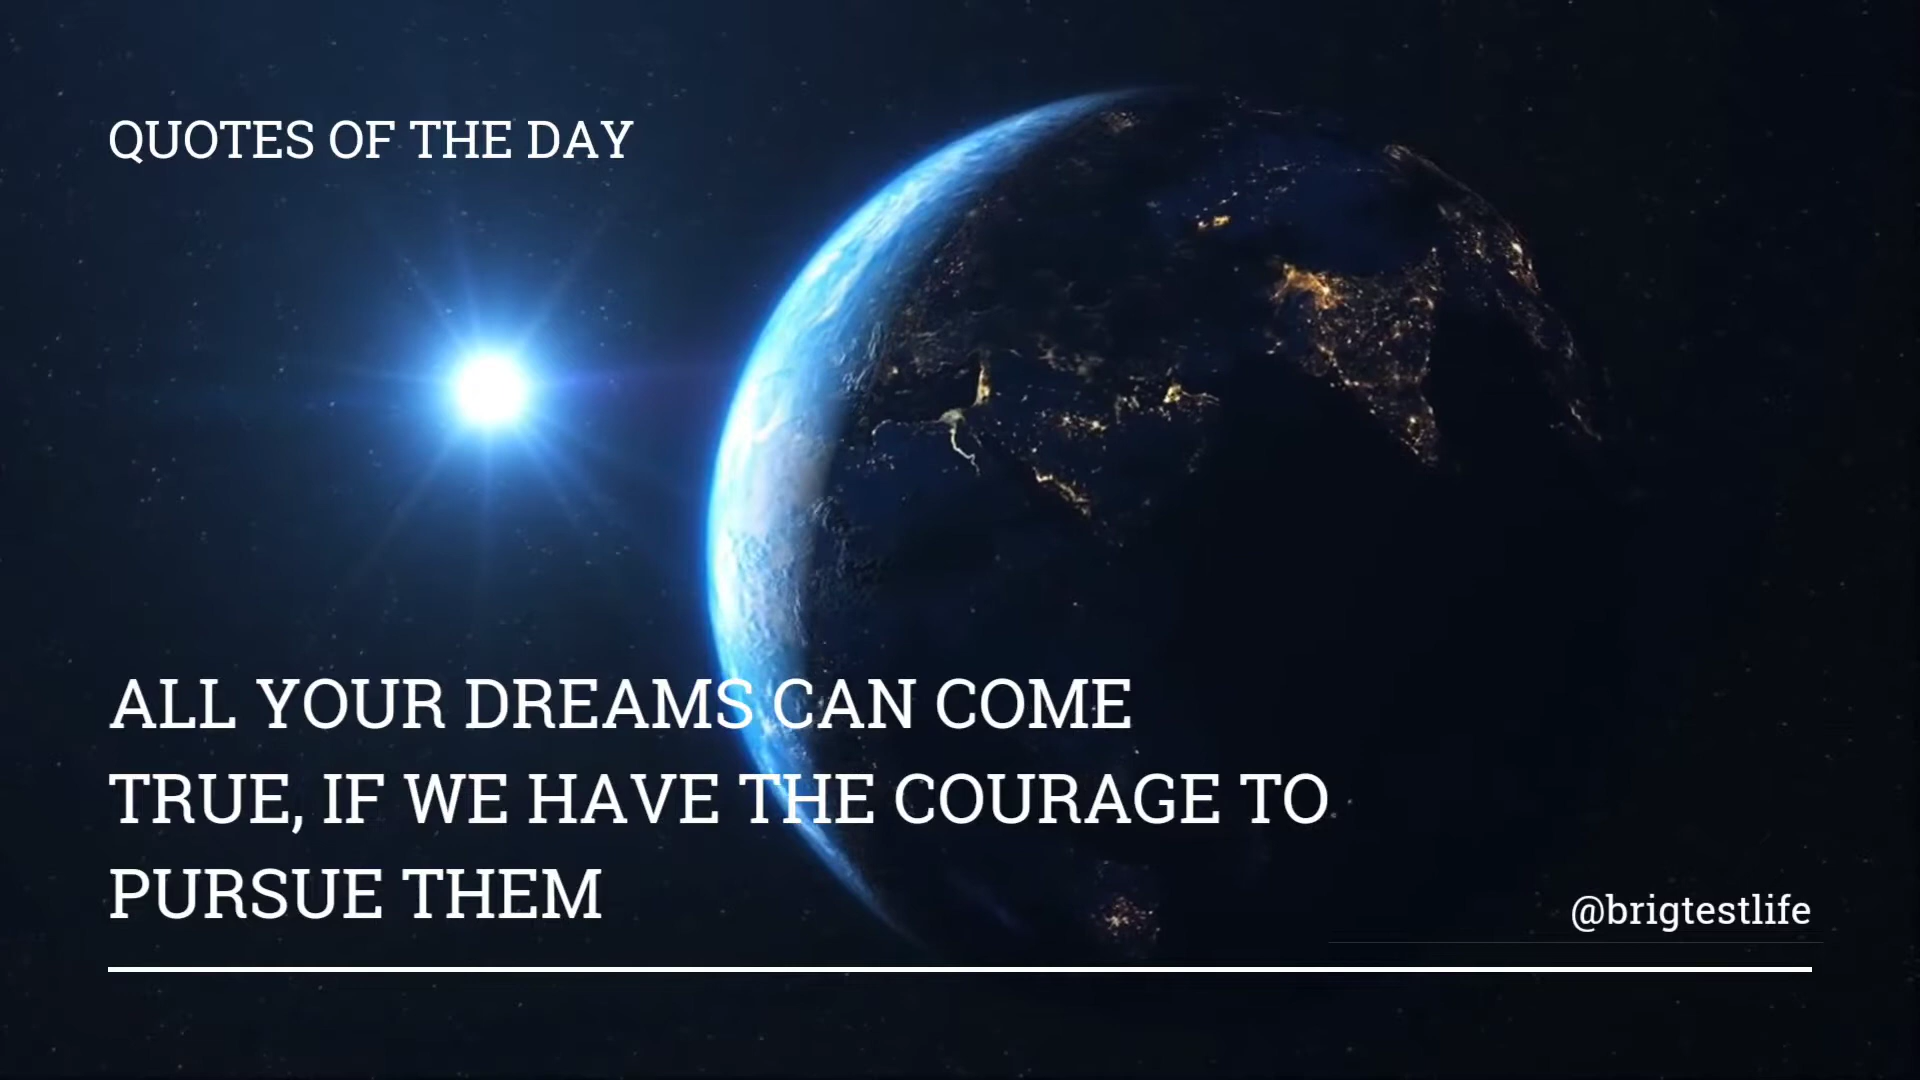 QUOTES OF THE DAY
ALL YOUR DREAMS CAN COME
TRUE, IF WE HAVE THE COURAGE TO
PURSUE THEM
@brigtestlife